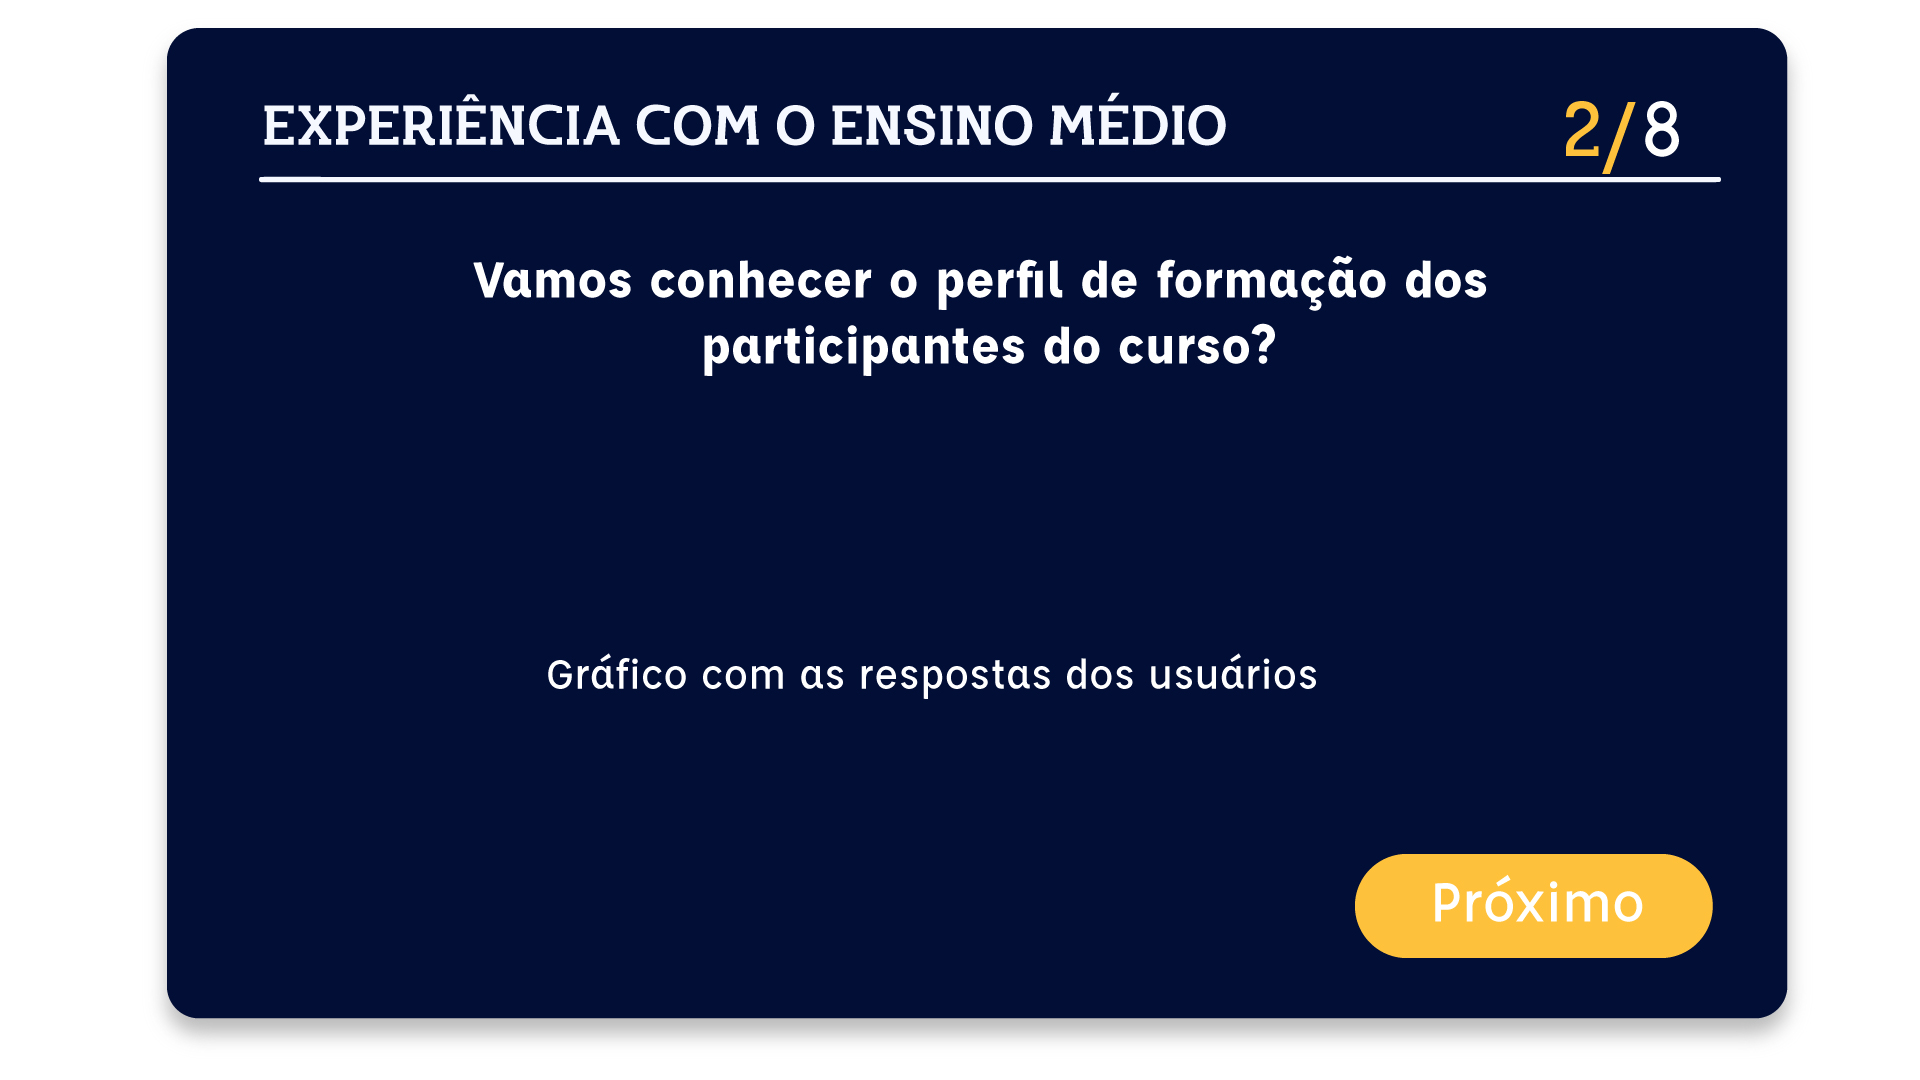 EXPERIÊNCIA COM O ENSINO MÉDIO
2/8
Vamos conhecer o perfil de formação dos
participantes do curso?
Gráfico com as respostas dos usuários
Próximo